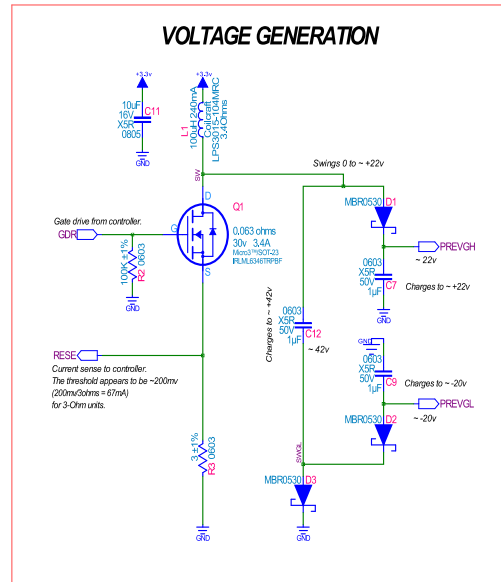 VOLTAGE GENERATION
+3.3v
+3.3v
10uF
16V
X5R
0805
C11
GND
L1
100uH 240mA
Coilcraft
LPS3015-104MRC
3.4Ohms
SW
Swings 0 to ~ +22v
MBR0530
D1
D
Q1
G
S
0.063 ohms
30v 3.4A
Micro3™/SOT-23
IRLML6346TRPBF
Gate drive from controller.
GDR
100K ±1%
R2
0603
GND
PREVGH
~ 22v
0603
X5R
50V
1µF
C7
Charges to ~+22v
GND
Charges to ~ +42v
0603
X5R
50V
1µF
C12
~ 42v
GND
0603
X5R
50V
1µF
C9
Charges to ~ -20v
PREVGL
~ -20v
MBR0530
D2
RESE
Current sense to controller.
The threshold appears to be ~200mv
(200mv/3ohms = 67mA)
for 3-Ohm units.
3 ±1%
R3
0603
GND
SWGL
MBR0530
D3
GND